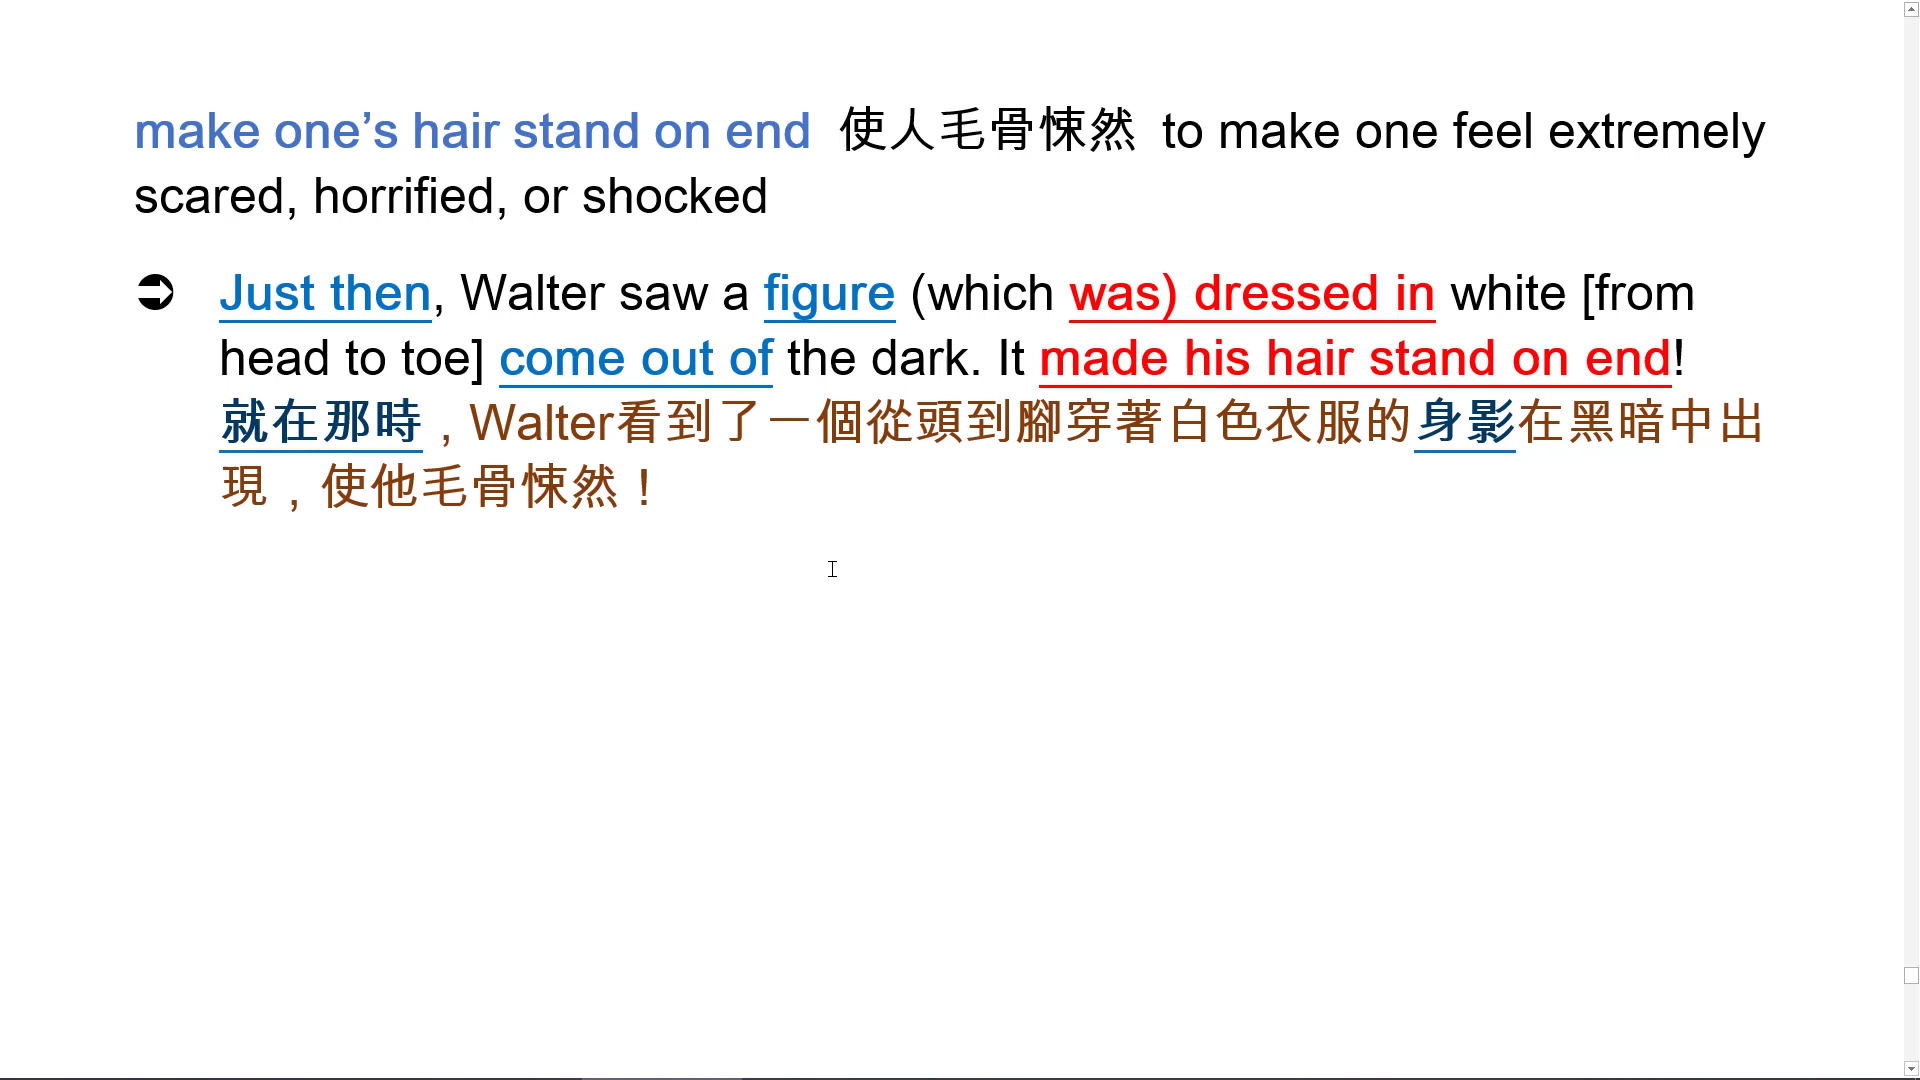 make one’s hair stand on end 使人毛骨悚然 to make one feel extremely
scared, horrified, or shocked
➲ Just then, Walter saw a figure (which was) dressed in white [from
head to toe] come out of the dark. It made his hair stand on end!
就在那時，Walter看到了一個從頭到腳穿著白色衣服的身影在黑暗中出
現，使他毛骨悚然！